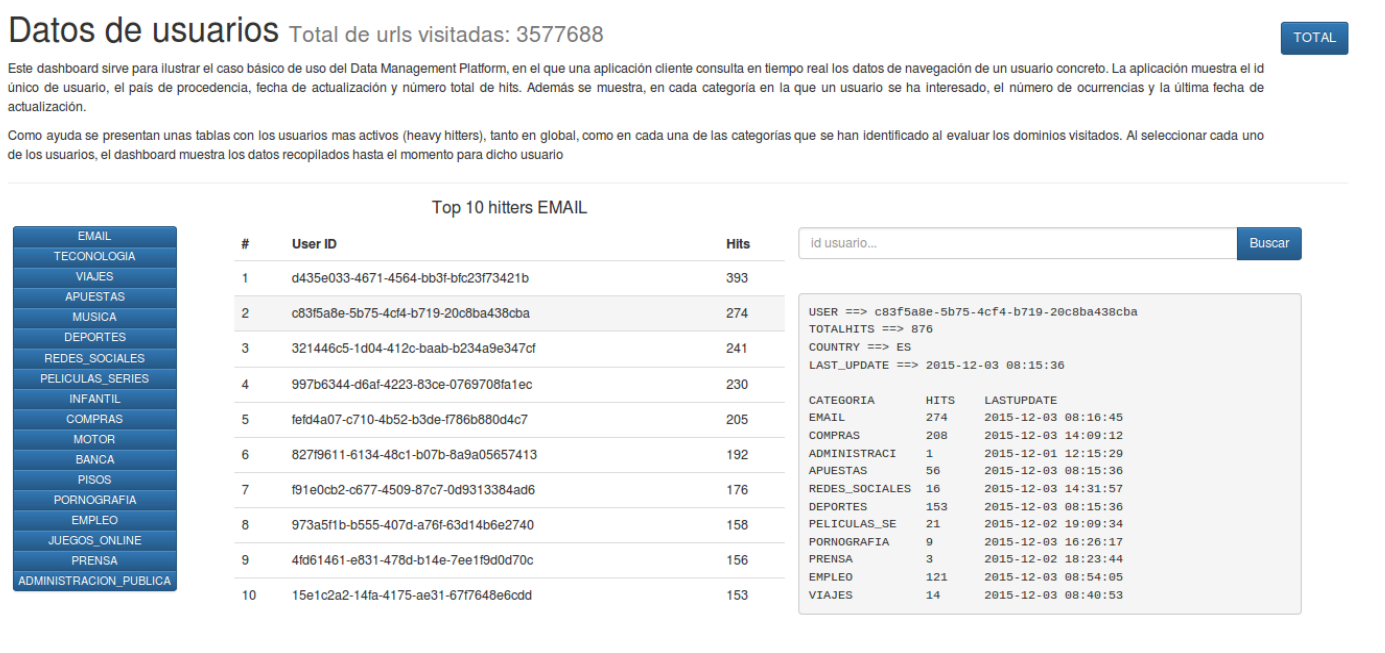 Datos de usuarios Total de urls visitadas: 3577688
TOTAL
Este dashboard sirve para ilustrar el caso básico de uso del Data Management Platform, en el que una aplicación cliente consulta en tiempo real los datos de navegación de un usuario concreto. La aplicación muestra el id
único de usuario, el país de procedencia, fecha de actualización y número total de hits. Además se muestra, en cada categoría en la que un usuario se ha interesado, el número de ocurrencias y la última fecha de
actualización.
Como ayuda se presentan unas tablas con los usuarios mas activos (heavy hitters), tanto en global, como en cada una de las categorías que se han identificado al evaluar los dominios visitados. Al seleccionar cada uno
de los usuarios, el dashboard muestra los datos recopilados hasta el momento para dicho usuario
EMAIL
TECONOLOGIA
VIAJES
APUESTAS
MUSICA
DEPORTES
REDES_SOCIALES
PELICULAS_SERIES
INFANTIL
COMPRAS
MOTOR
BANCA
PISOS
PORNOGRAFIA
EMPLEO
JUEGOS_ONLINE
PRENSA
ADMINISTRACION_PUBLICA
Top 10 hitters EMAIL
# User ID Hits
1 d435e033-4671-4564-bb3f-bfc23f73421b 393
2 c83f5a8e-5b75-4cf4-b719-20c8ba438cba 274
3 321446c5-1d04-412c-baab-b234a9e347cf 241
4 997b6344-d6af-4223-83ce-0769708fa1ec 230
5 fefd4a07-c710-4b52-b3de-f786b880d4c7 205
6 827f9611-6134-48c1-b07b-8a9a05657413 192
7 f91e0cb2-c677-4509-87c7-0d9313384ad6 176
8 973a5f1b-b555-407d-a76f-63d14b6e2740 158
9 4fd61461-e831-478d-b14e-7ee1f9d0d70c 156
10 15e1c2a2-14fa-4175-ae31-67f7648e6cdd 153
id usuario... Buscar
USER ==> c83f5a8e-5b75-4cf4-b719-20c8ba438cba
TOTALHITS ==> 876
COUNTRY ==> ES
LAST_UPDATE ==> 2015-12-03 08:15:36
CATEGORIA HITS LASTUPDATE
EMAIL 274 2015-12-03 08:16:45
COMPRAS 208 2015-12-03 14:09:12
ADMINISTRACI 1 2015-12-01 12:15:29
APUESTAS 56 2015-12-03 08:15:36
REDES_SOCIALES 16 2015-12-03 14:31:57
DEPORTES 153 2015-12-03 08:15:36
PELICULAS_SE 21 2015-12-02 19:09:34
PORNOGRAFIA 9 2015-12-03 16:26:17
PRENSA 3 2015-12-02 18:23:44
EMPLEO 121 2015-12-03 08:54:05
VIAJES 14 2015-12-03 08:40:53